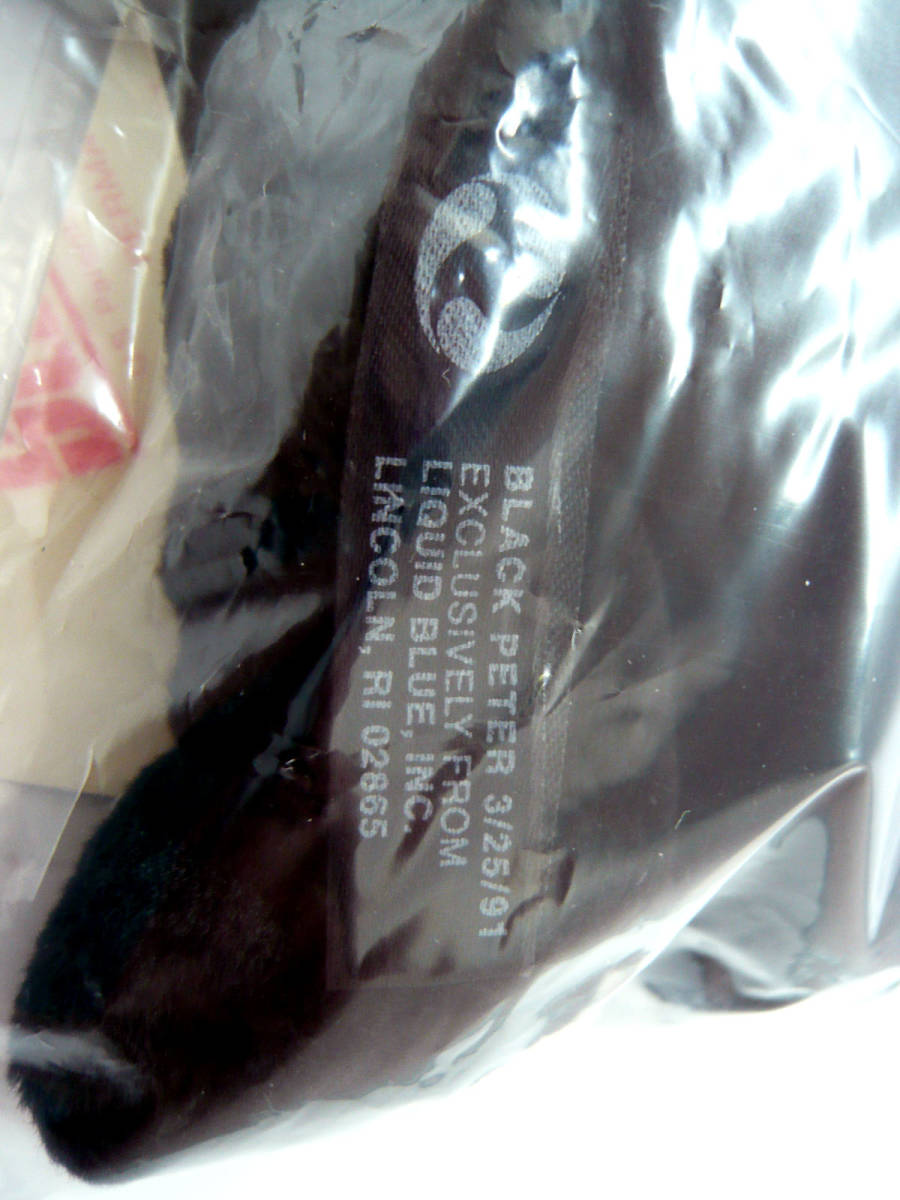 BLACK PETER 3/25/91
EXCLUSIVELY FROM
LIQUID BLUE, INC.
LINCOLN, RI 02865